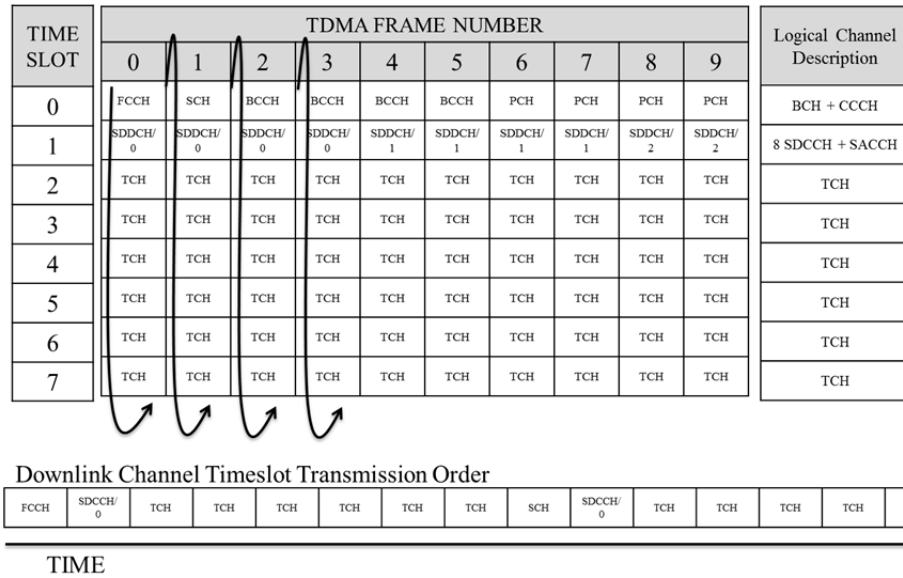 TIME SLOT TDMA FRAME NUMBER Logical Channel Description
0 1 2 3 4 5 6 7 8 9
0 FCCH SCH BCCH BCCH BCCH BCCH PCH PCH PCH PCH BCH + CCCH
1 SDDCH/0 SDDCH/0 SDDCH/0 SDDCH/0 SDDCH/1 SDDCH/1 SDDCH/1 SDDCH/1 SDDCH/2 SDDCH/2 8 SDCCH + SACCH
2 TCH TCH TCH TCH TCH TCH TCH TCH TCH TCH TCH
3 TCH TCH TCH TCH TCH TCH TCH TCH TCH TCH TCH
4 TCH TCH TCH TCH TCH TCH TCH TCH TCH TCH TCH
5 TCH TCH TCH TCH TCH TCH TCH TCH TCH TCH TCH
6 TCH TCH TCH TCH TCH TCH TCH TCH TCH TCH TCH
7 TCH TCH TCH TCH TCH TCH TCH TCH TCH TCH TCH
Downlink Channel Timeslot Transmission Order
FCCH SDCCH/0 TCH TCH TCH TCH TCH TCH SCH SDCCH/0 TCH TCH TCH TCH
TIME